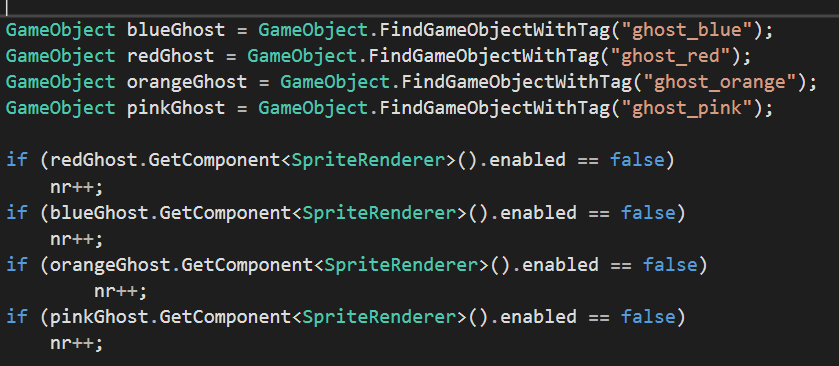 GameObject blueGhost = GameObject.FindGameObjectWithTag("ghost_blue");
GameObject redGhost = GameObject.FindGameObjectWithTag("ghost_red");
GameObject orangeGhost = GameObject.FindGameObjectWithTag("ghost_orange");
GameObject pinkGhost = GameObject.FindGameObjectWithTag("ghost_pink");

if (redGhost.GetComponent<SpriteRenderer>().enabled == false)
    nr++;
if (blueGhost.GetComponent<SpriteRenderer>().enabled == false)
    nr++;
if (orangeGhost.GetComponent<SpriteRenderer>().enabled == false)
        nr++;
if (pinkGhost.GetComponent<SpriteRenderer>().enabled == false)
    nr++;